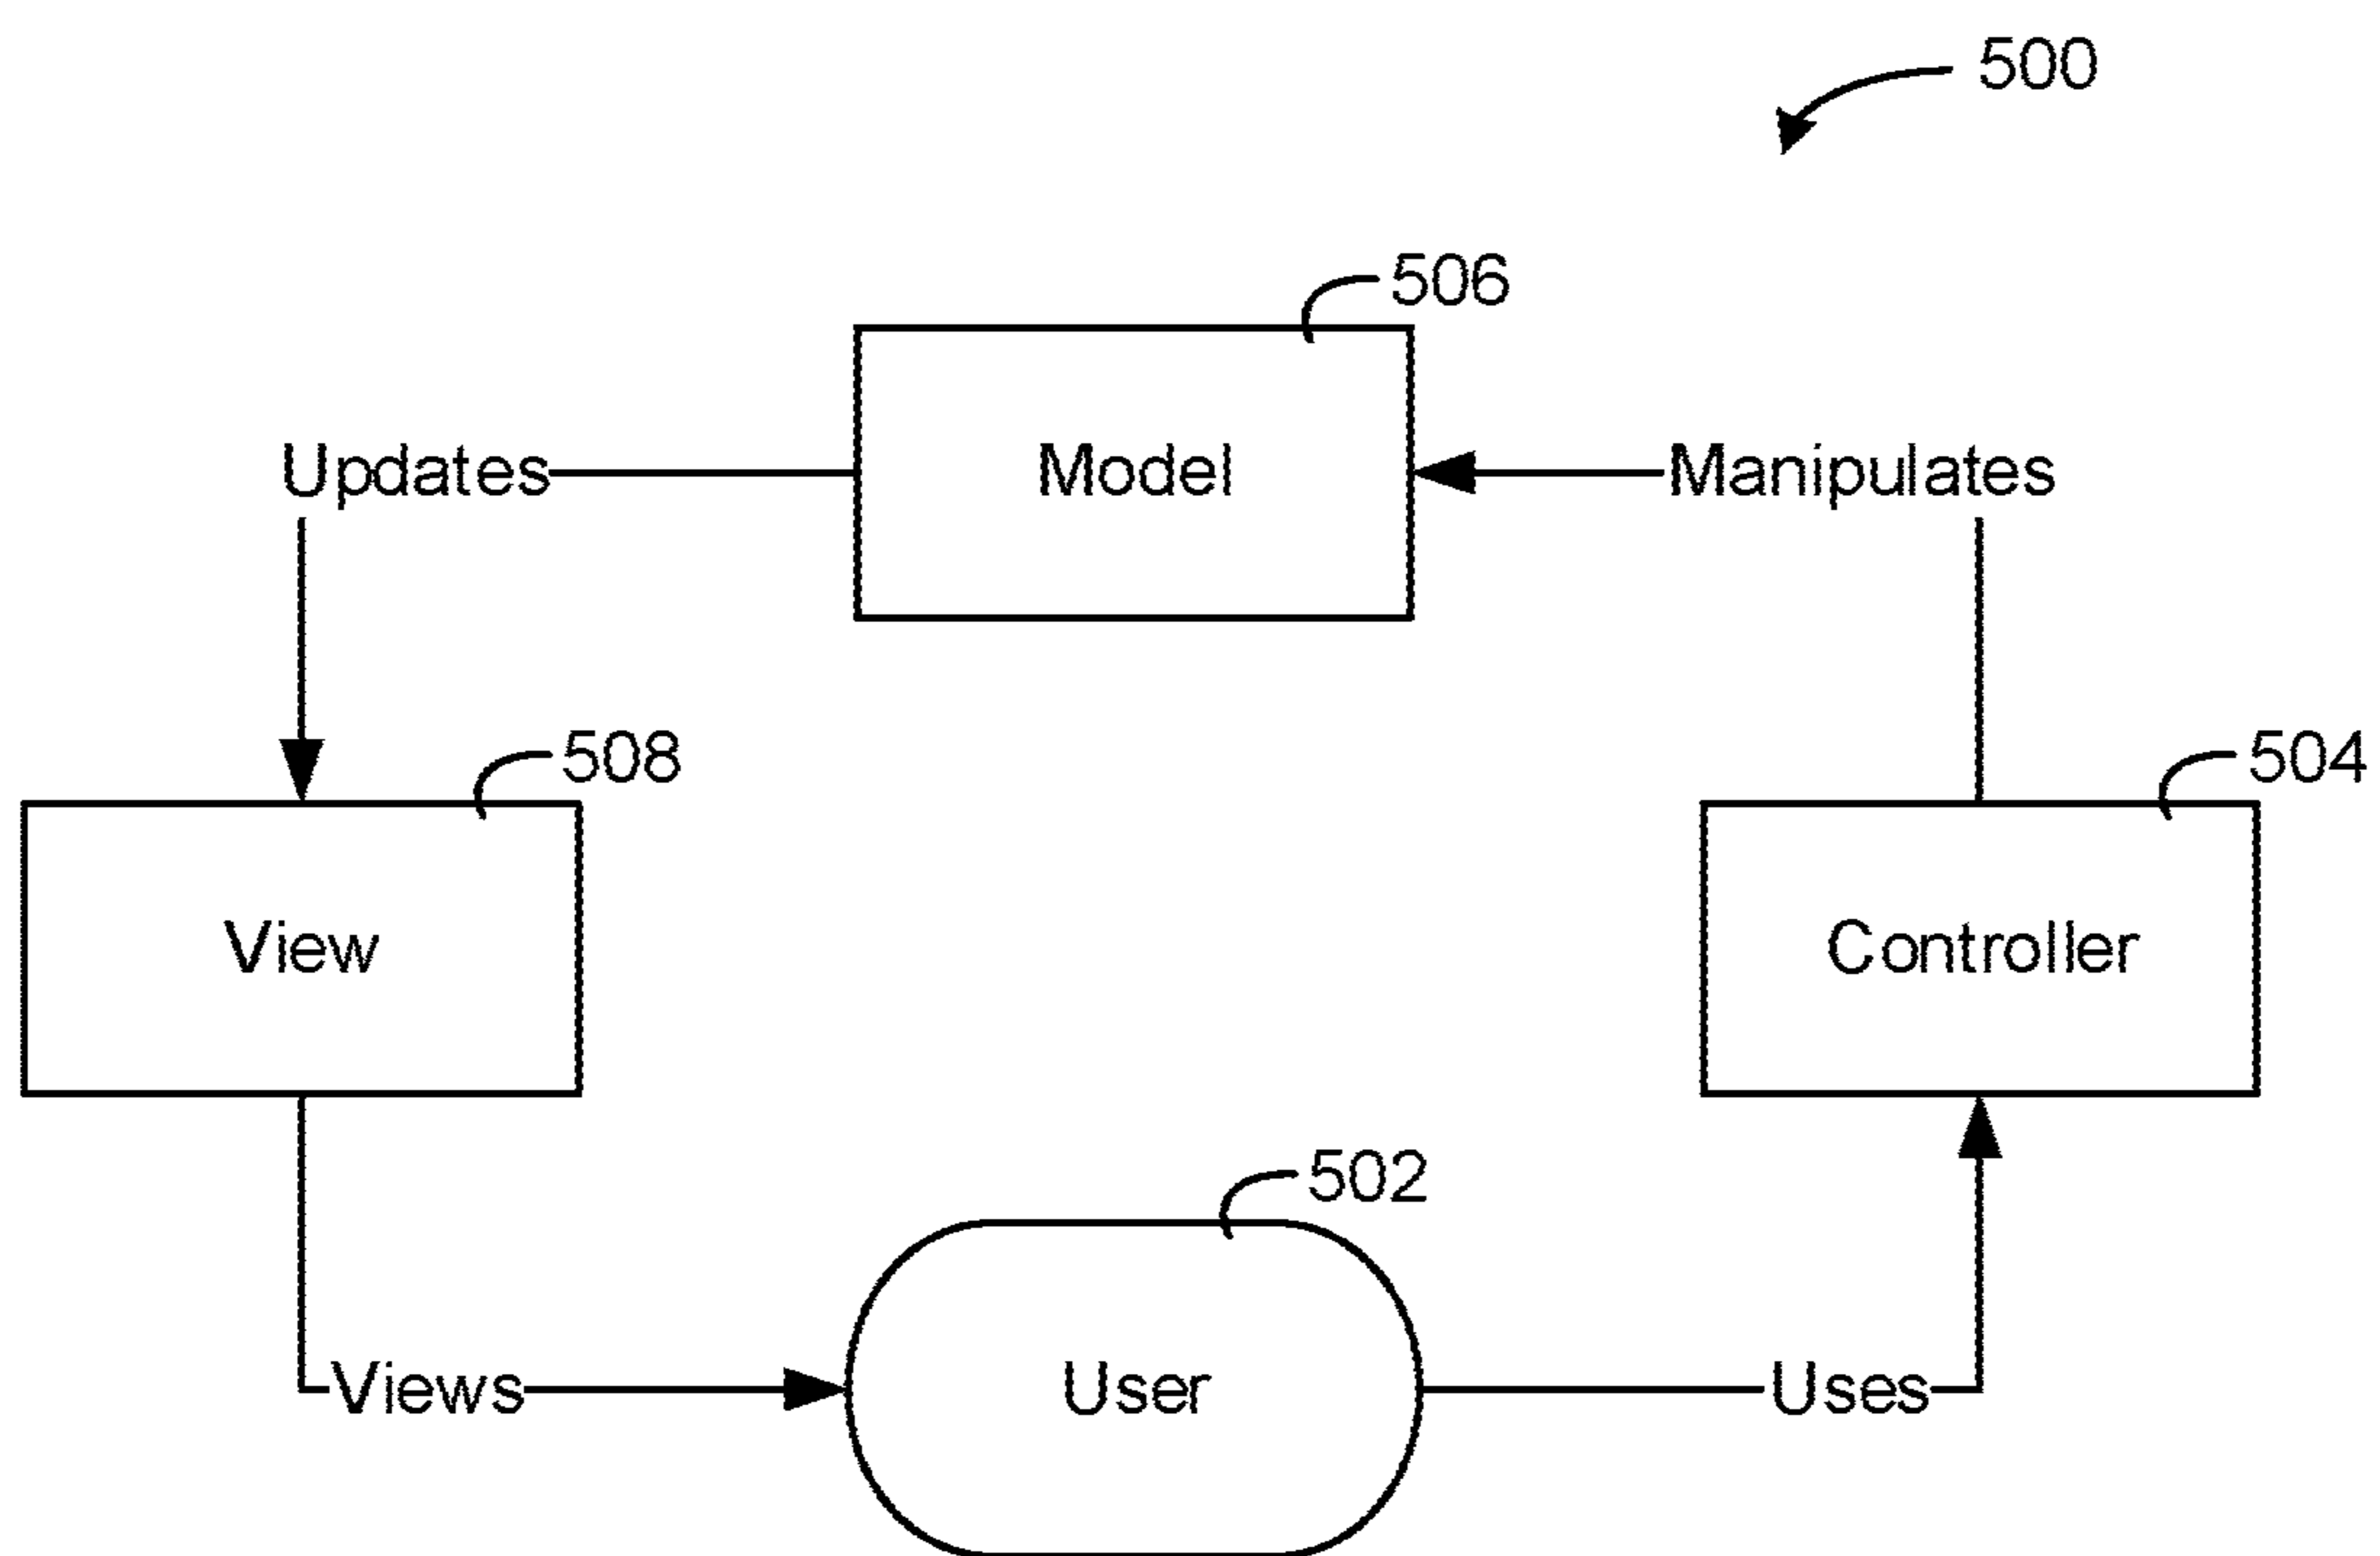 500
506
Updates
Model
Manipulates
508
504
View
Controller
502
Views
User
Uses